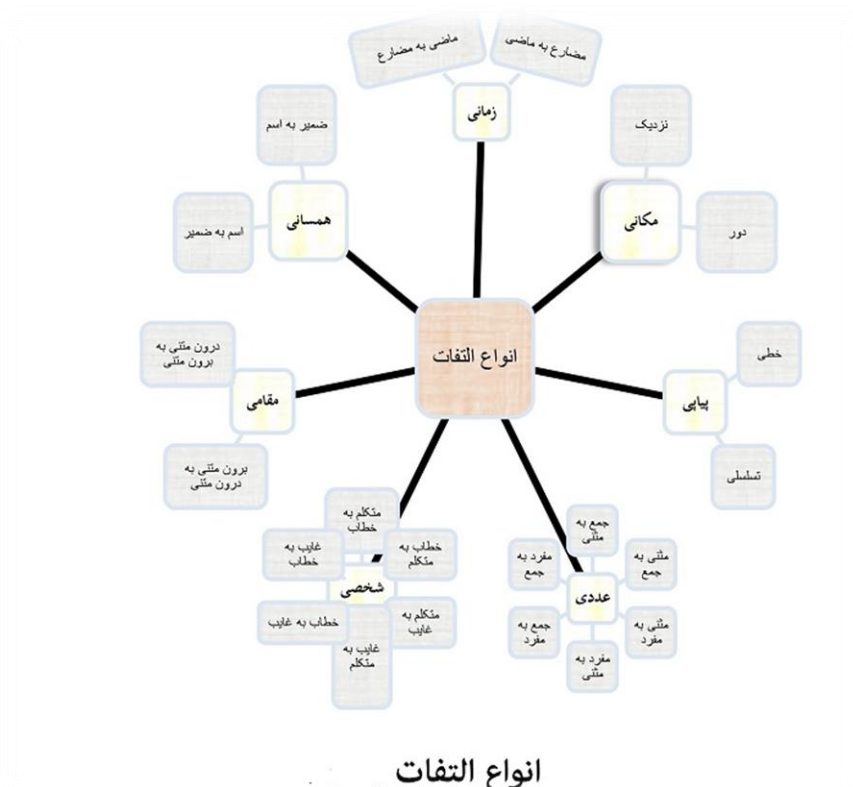 ماضی به مضارع
مضارع به ماضی
زمانی
ضمیر به اسم
نزدیک
همسانی
مکانی
اسم به ضمیر
دور
انواع التفات
درون متنی به
برون متنی
خطی
مقامی
پیاپی
برون متنی به
درون متنی
تسلسلی
متکلم به
خطاب
غایب به
خطاب
خطاب به
متکلم
شخصی
خطاب به غایب
متکلم به
غایب
غایب به
متکلم
جمع به
مثنی
مفرد به
جمع
مثنی به
جمع
عددی
جمع به
مفرد
مثنی به
مفرد
مفرد به
مثنی
انواع التفات